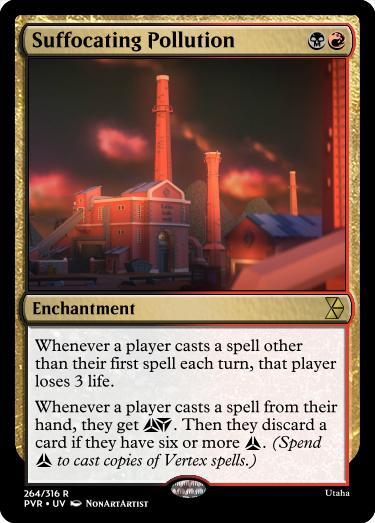 Suffocating Pollution
Enchantment
Whenever a player casts a spell other
than their first spell each turn, that player
loses 3 life.
Whenever a player casts a spell from their
hand, they get . Then they discard a
card if they have six or more . (Spend
to cast copies of Vertex spells.)
264/316 R
Utaha
PVR • UV NonArtArtist